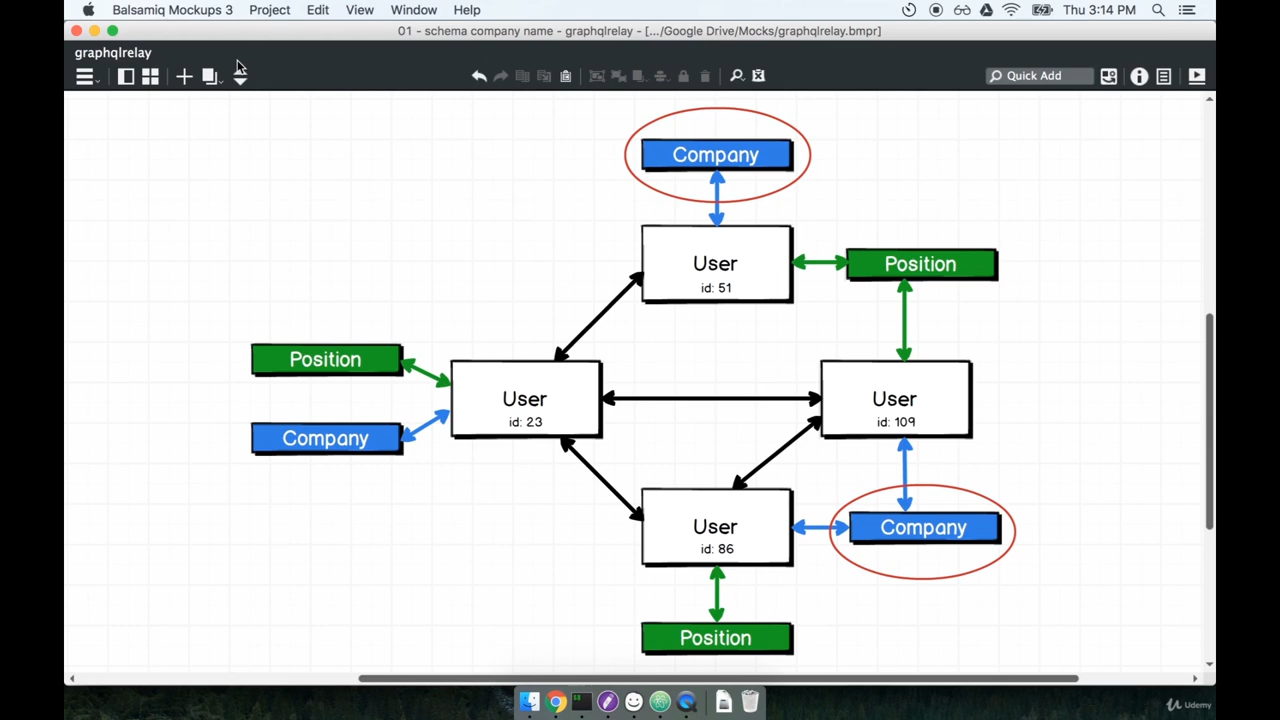 Balsamiq Mockups 3 Project Edit View Window Help Thu 3:14 PM
01 - schema company name - graphqlrelay - [.../Google Drive/Mocks/graphqlrelay.bmpr]
graphqlrelay
Quick Add
Company
User
id: 51
Position
Position
Company
User
id: 23
User
id: 109
User
id: 86
Company
Position
Udemy